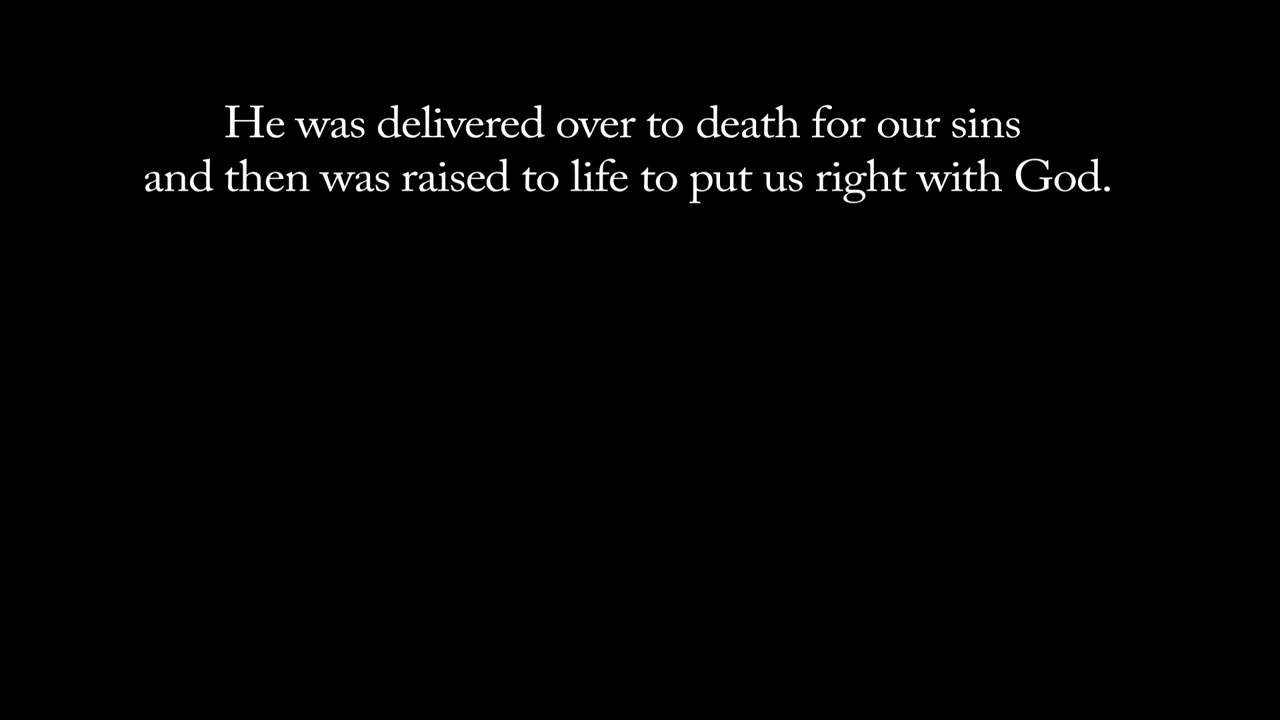 He was delivered over to death for our sins
and then was raised to life to put us right with God.